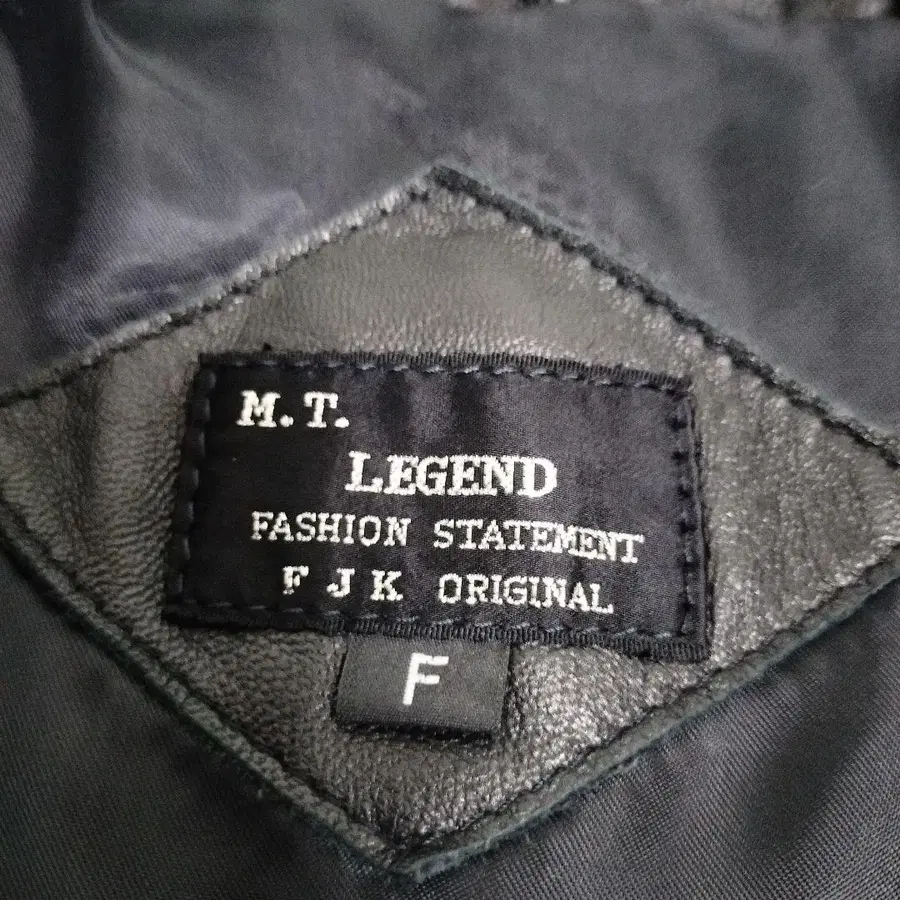 M.T.
LEGEND
FASHION STATEMENT
F J K ORIGINAL
F